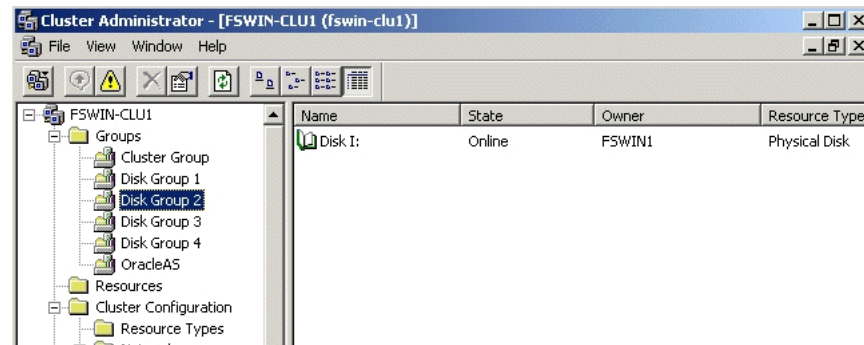 Cluster Administrator - [FSWIN-CLU1 (fswin-clu1)]
File View Window Help
FSWIN-CLU1
Groups
Cluster Group
Disk Group 1
Disk Group 2
Disk Group 3
Disk Group 4
OracleAS
Resources
Cluster Configuration
Resource Types
Name State Owner Resource Type
Disk I: Online FSWIN1 Physical Disk